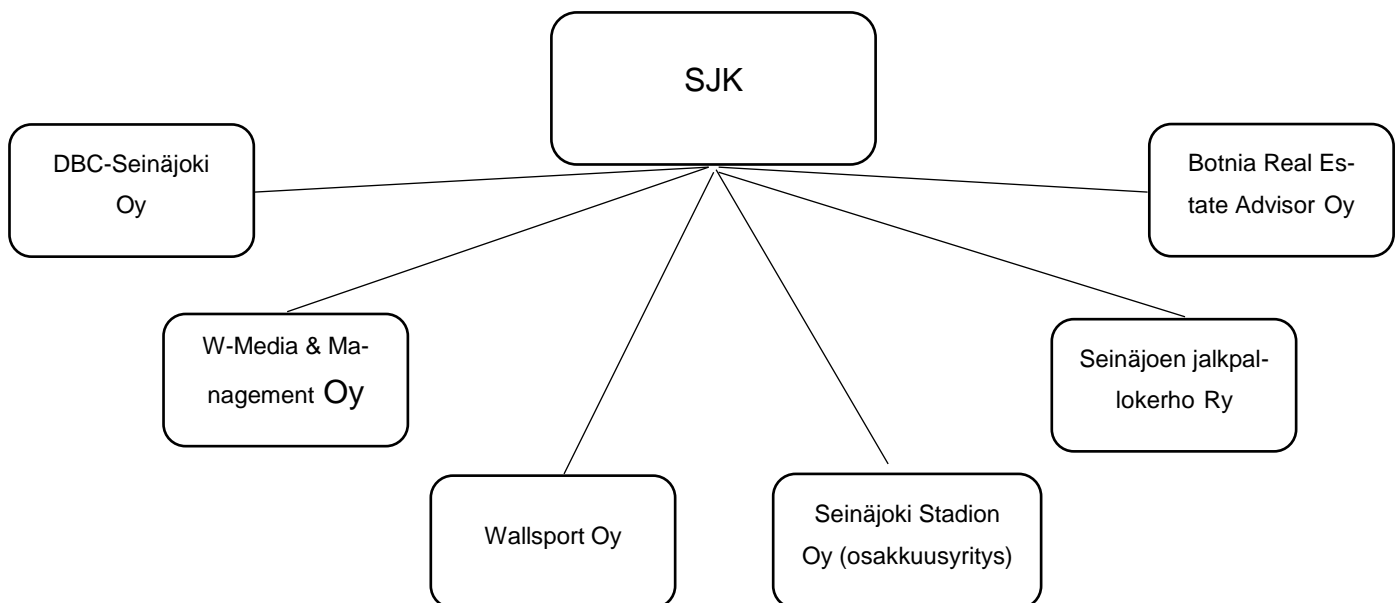 SJK
DBC-Seinäjoki
Oy
Botnia Real Es-
tate Advisor Oy
W-Media & Ma-
nagement Oy
Seinäjoen jalkpal-
lokerho Ry
Wallsport Oy
Seinäjoki Stadion
Oy (osakkuusyritys)